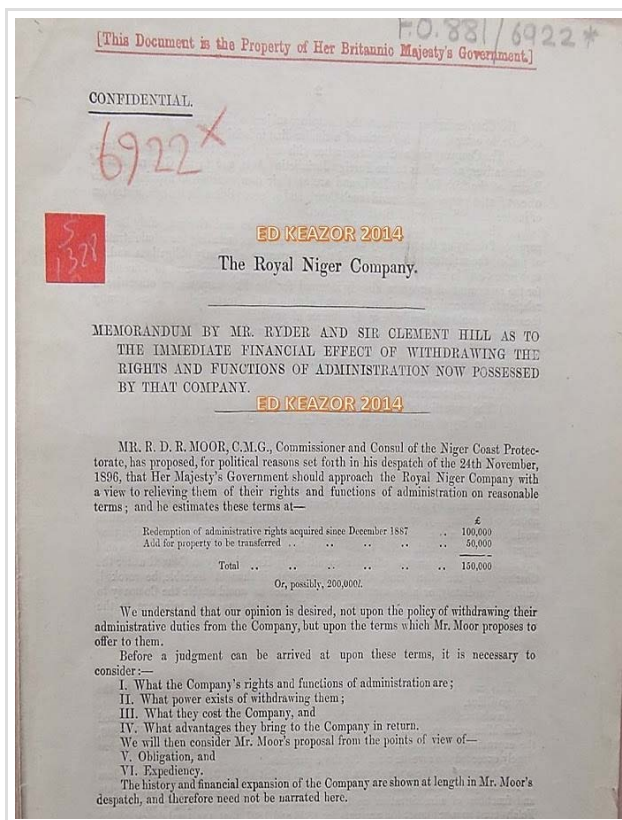 F.O. 881/6922*
[This Document is the Property of Her Britannic Majesty's Government.]
CONFIDENTIAL.
6922 X
S
1328
ED KEAZOR 2014
The Royal Niger Company.
MEMORANDUM BY MR. RYDER AND SIR CLEMENT HILL AS TO
THE IMMEDIATE FINANCIAL EFFECT OF WITHDRAWING THE
RIGHTS AND FUNCTIONS OF ADMINISTRATION NOW POSSESSED
BY THAT COMPANY.
ED KEAZOR 2014
MR. R. D. R. MOOR, C.M.G., Commissioner and Consul of the Niger Coast Protec-
torate, has proposed, for political reasons set forth in his despatch of the 24th November,
1896, that Her Majesty's Government should approach the Royal Niger Company with
a view to relieving them of their rights and functions of administration on reasonable
terms; and he estimates these terms at—
£
Redemption of administrative rights acquired since December 1887 .. 100,000
Add for property to be transferred .. .. .. .. .. 50,000
Total .. .. .. .. .. .. 150,000
Or, possibly, 200,000l.
We understand that our opinion is desired, not upon the policy of withdrawing their
administrative duties from the Company, but upon the terms which Mr. Moor proposes to
offer to them.
Before a judgment can be arrived at upon these terms, it is necessary to
consider:—
I. What the Company's rights and functions of administration are;
II. What power exists of withdrawing them;
III. What they cost the Company, and
IV. What advantages they bring to the Company in return.
We will then consider Mr. Moor's proposal from the points of view of—
V. Obligation, and
VI. Expediency.
The history and financial expansion of the Company are shown at length in Mr. Moor's
despatch, and therefore need not be narrated here.